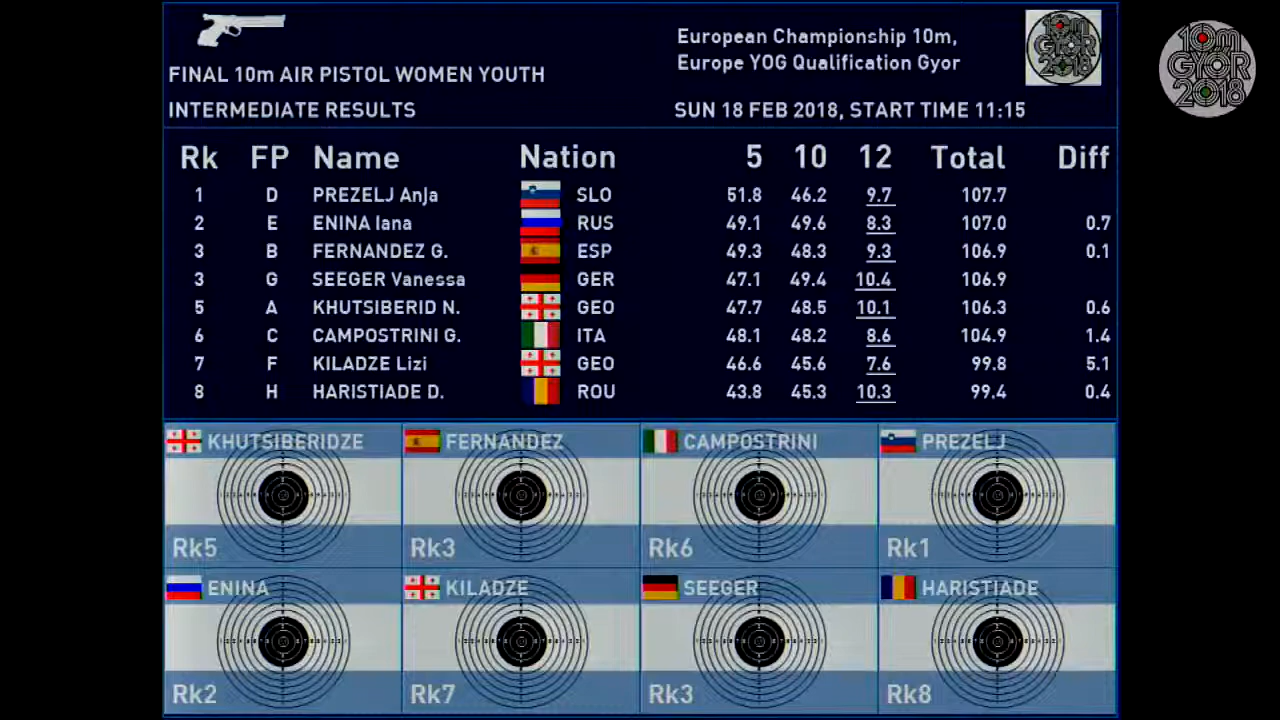 FINAL 10m AIR PISTOL WOMEN YOUTH
INTERMEDIATE RESULTS
European Championship 10m,
Europe YOG Qualification Gyor
SUN 18 FEB 2018, START TIME 11:15
10m
GYOR
2018
10m
GYOR
2018
Rk FP Name Nation 5 10 12 Total Diff
1 D PREZELJ Anja SLO 51.8 46.2 9.7 107.7
2 E ENINA Iana RUS 49.1 49.6 8.3 107.0 0.7
3 B FERNANDEZ G. ESP 49.3 48.3 9.3 106.9 0.1
3 G SEEGER Vanessa GER 47.1 49.4 10.4 106.9
5 A KHUTSIBERID N. GEO 47.7 48.5 10.1 106.3 0.6
6 C CAMPOSTRINI G. ITA 48.1 48.2 8.6 104.9 1.4
7 F KILADZE Lizi GEO 46.6 45.6 7.6 99.8 5.1
8 H HARISTIADE D. ROU 43.8 45.3 10.3 99.4 0.4
KHUTSIBERIDZE FERNANDEZ CAMPOSTRINI PREZELJ
Rk5 Rk3 Rk6 Rk1
ENINA KILADZE SEEGER HARISTIADE
Rk2 Rk7 Rk3 Rk8